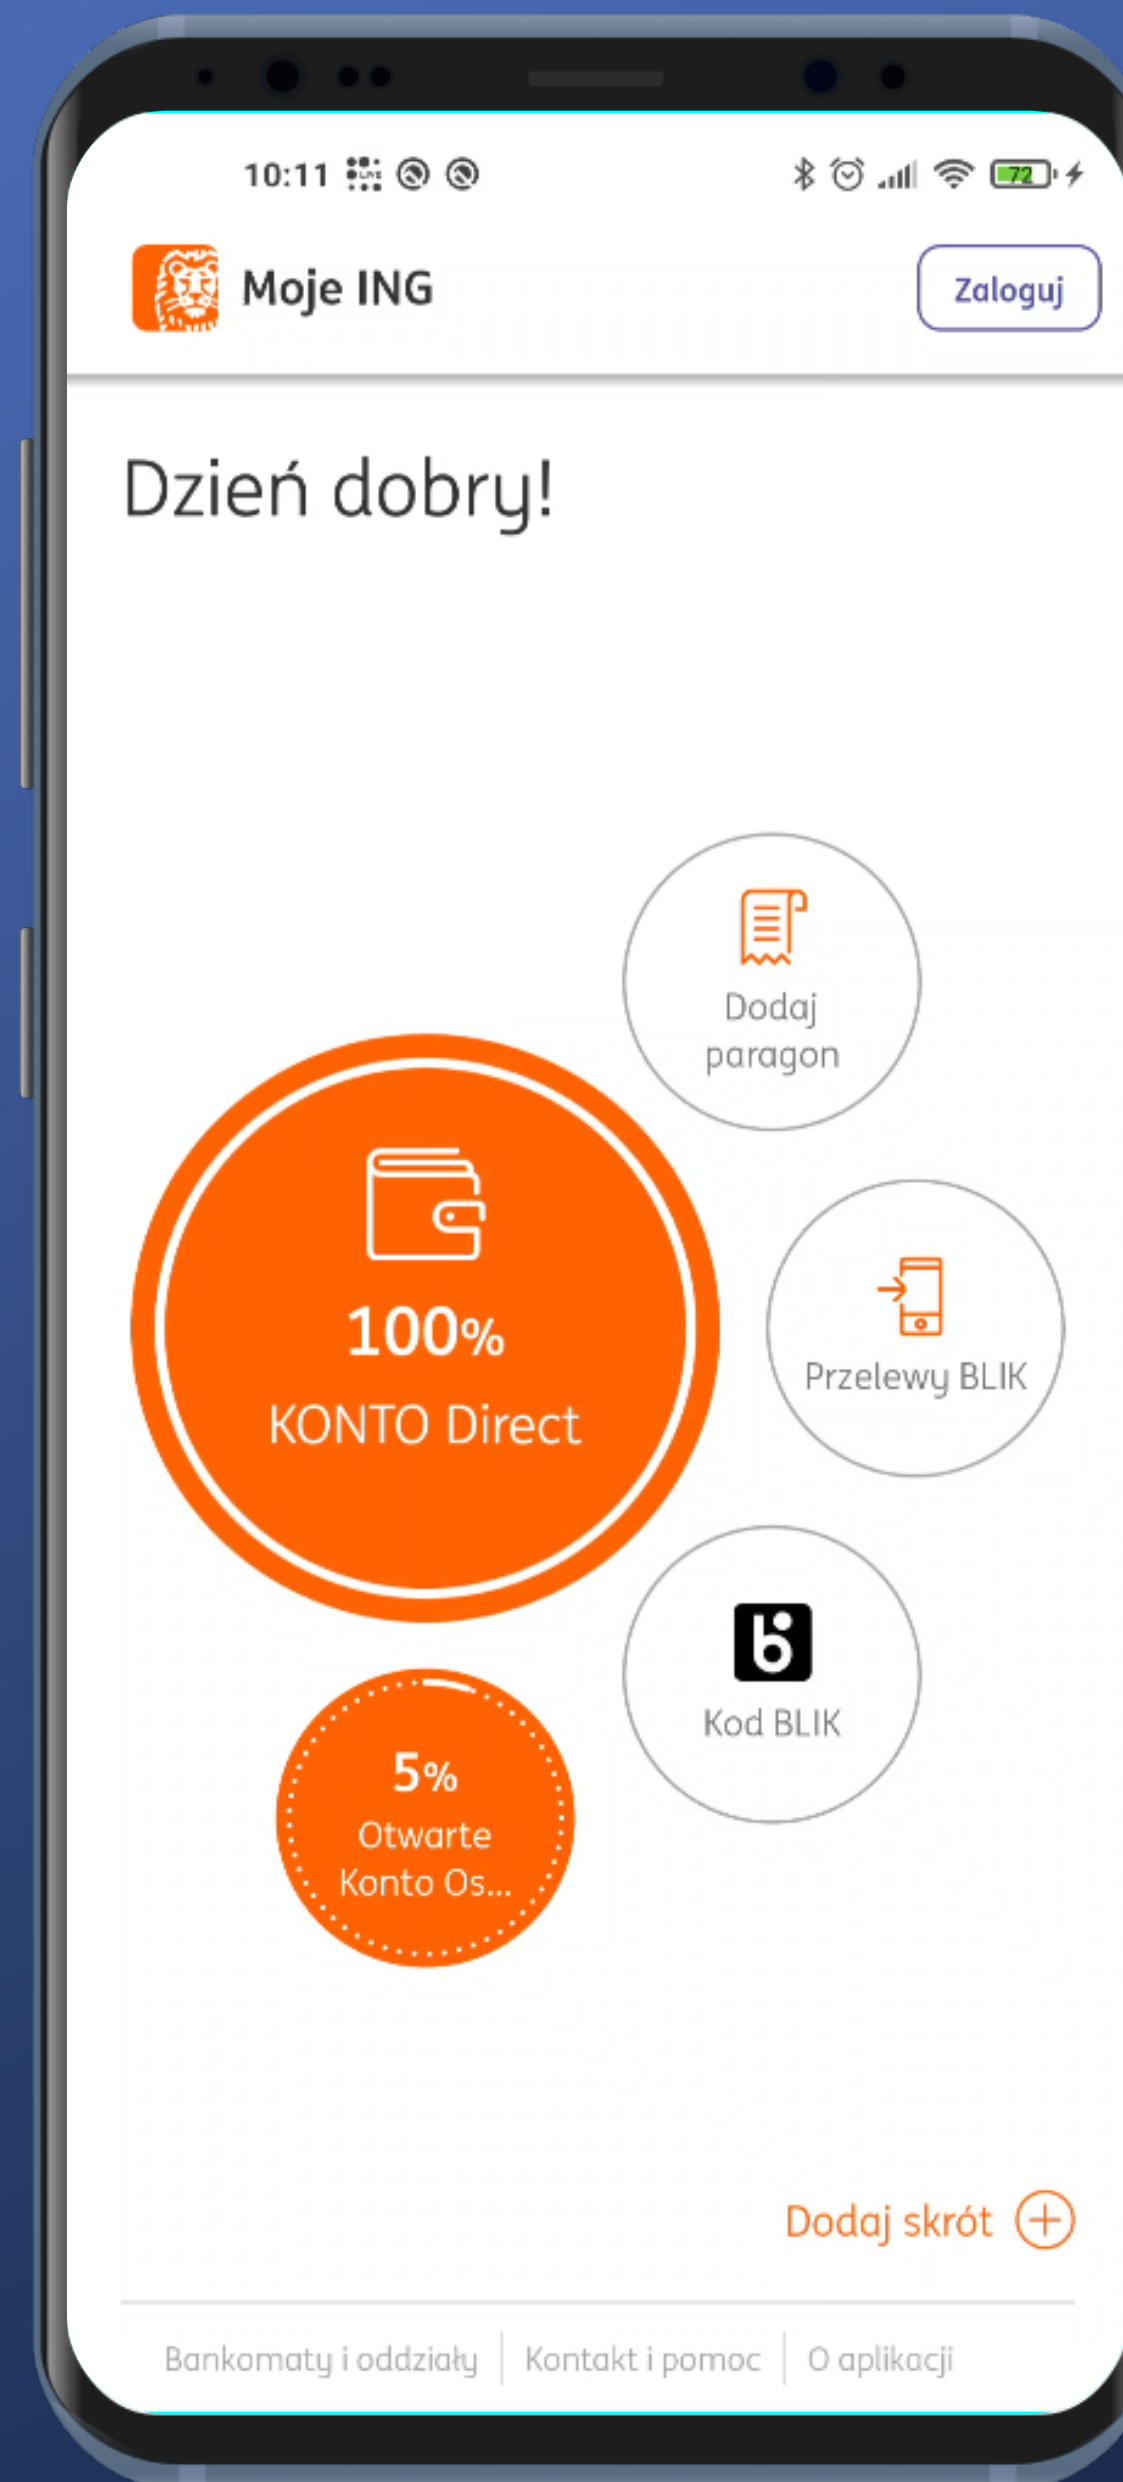 10:11
72
Moje ING
Zaloguj
Dzień dobry!
Dodaj
paragon
100%
KONTO Direct
Przelewy BLIK
Kod BLIK
5%
Otwarte
Konto Os...
Dodaj skrót
Bankomaty i oddziały
Kontakt i pomoc
O aplikacji